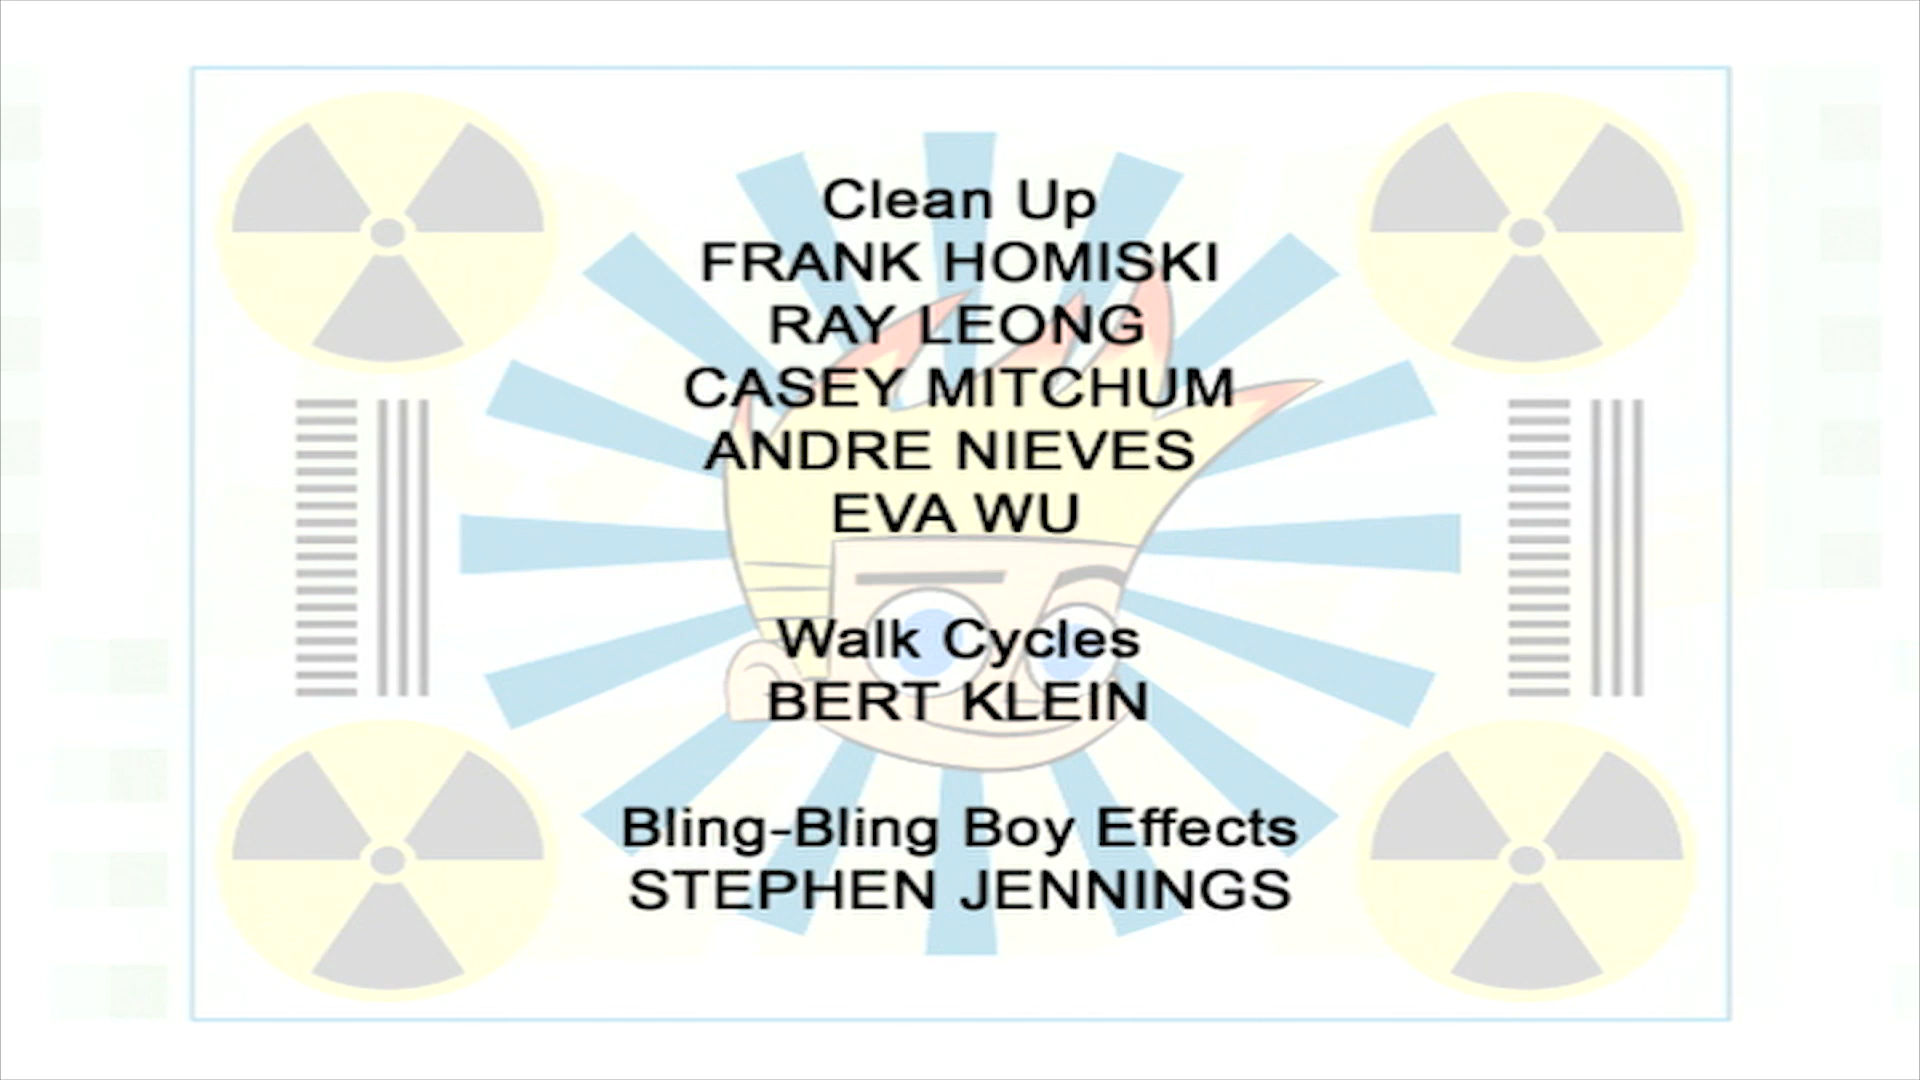 Clean Up
FRANK HOMISKI
RAY LEONG
CASEY MITCHUM
ANDRE NIEVES
EVA WU
Walk Cycles
BERT KLEIN
Bling-Bling Boy Effects
STEPHEN JENNINGS